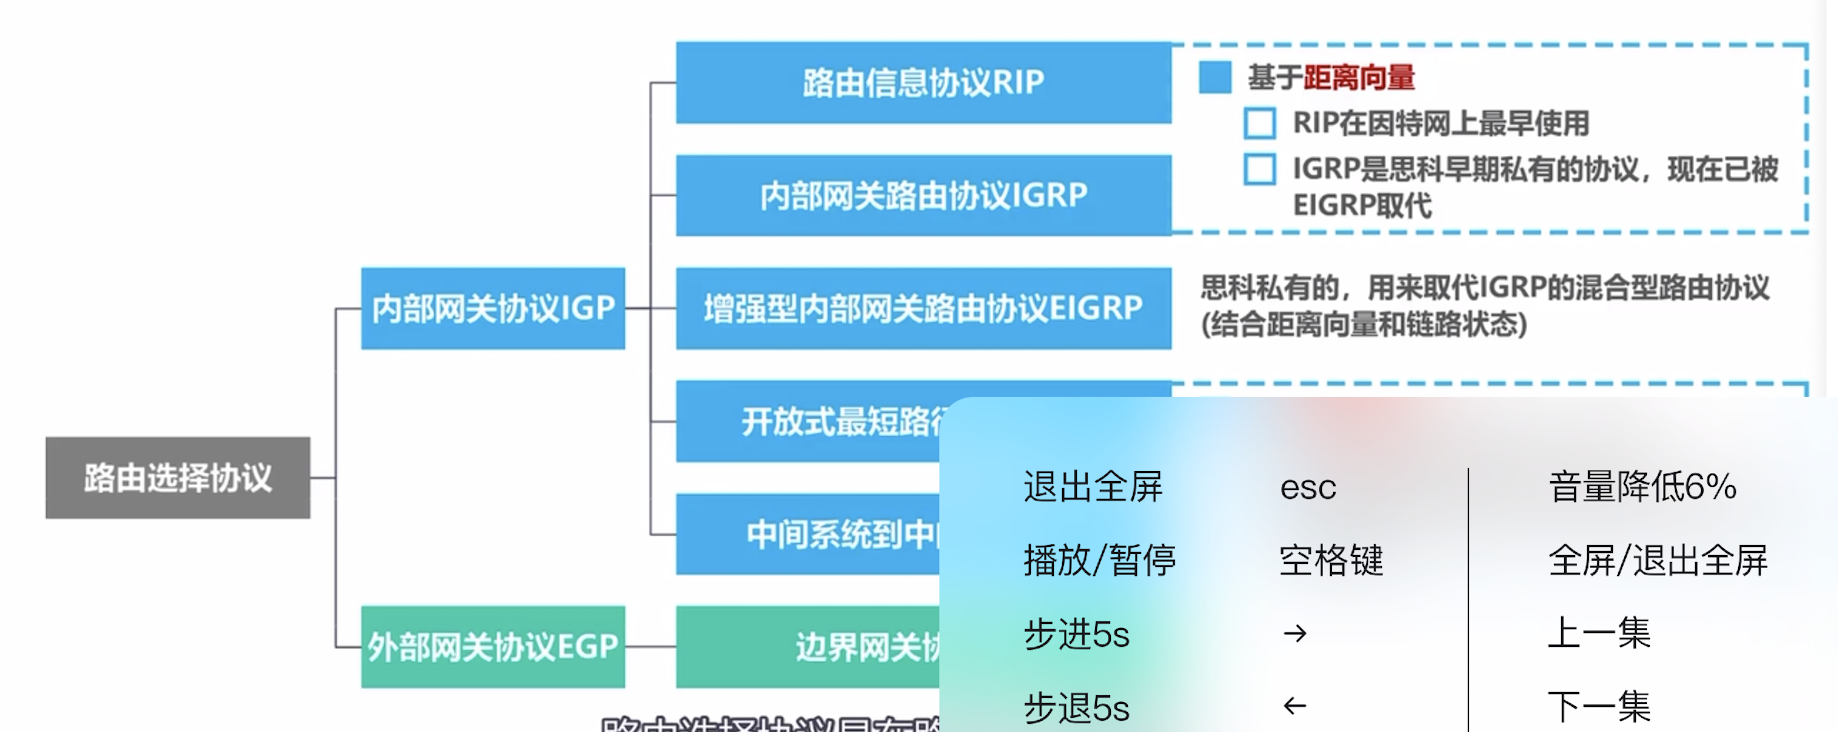 路由信息协议RIP
基于距离向量
RIP在因特网上最早使用
IGRP是思科早期私有的协议，现在已被
EIGRP取代
内部网关路由协议IGRP
内部网关协议IGP
增强型内部网关路由协议EIGRP
思科私有的，用来取代IGRP的混合型路由协议
(结合距离向量和链路状态)
开放式最短路
路由选择协议
中间系统到中
外部网关协议EGP
边界网关
路由选择协议是在
退出全屏 esc 音量降低6%
播放/暂停 空格键 全屏/退出全屏
步进5s → 上一集
步退5s ← 下一集